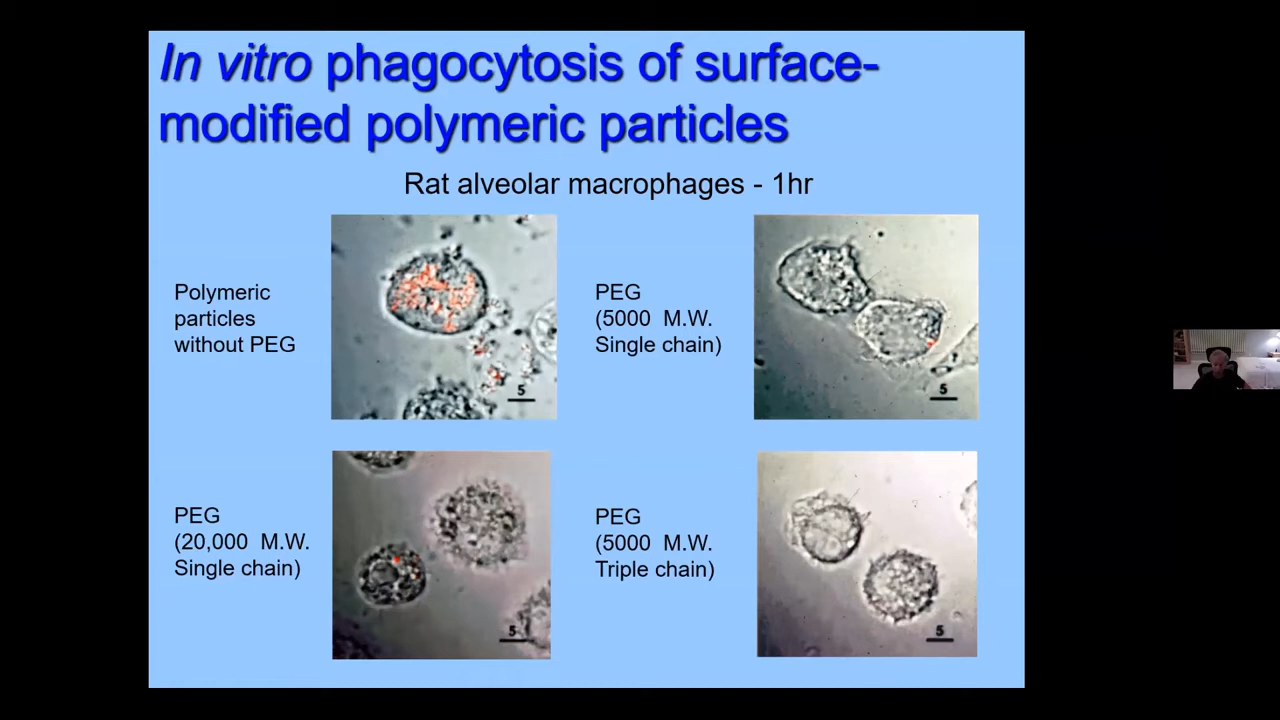 In vitro phagocytosis of surface-
modified polymeric particles
Rat alveolar macrophages - 1hr
Polymeric
particles
without PEG
5
PEG
(5000 M.W.
Single chain)
5
PEG
(20,000 M.W.
Single chain)
5
PEG
(5000 M.W.
Triple chain)
5